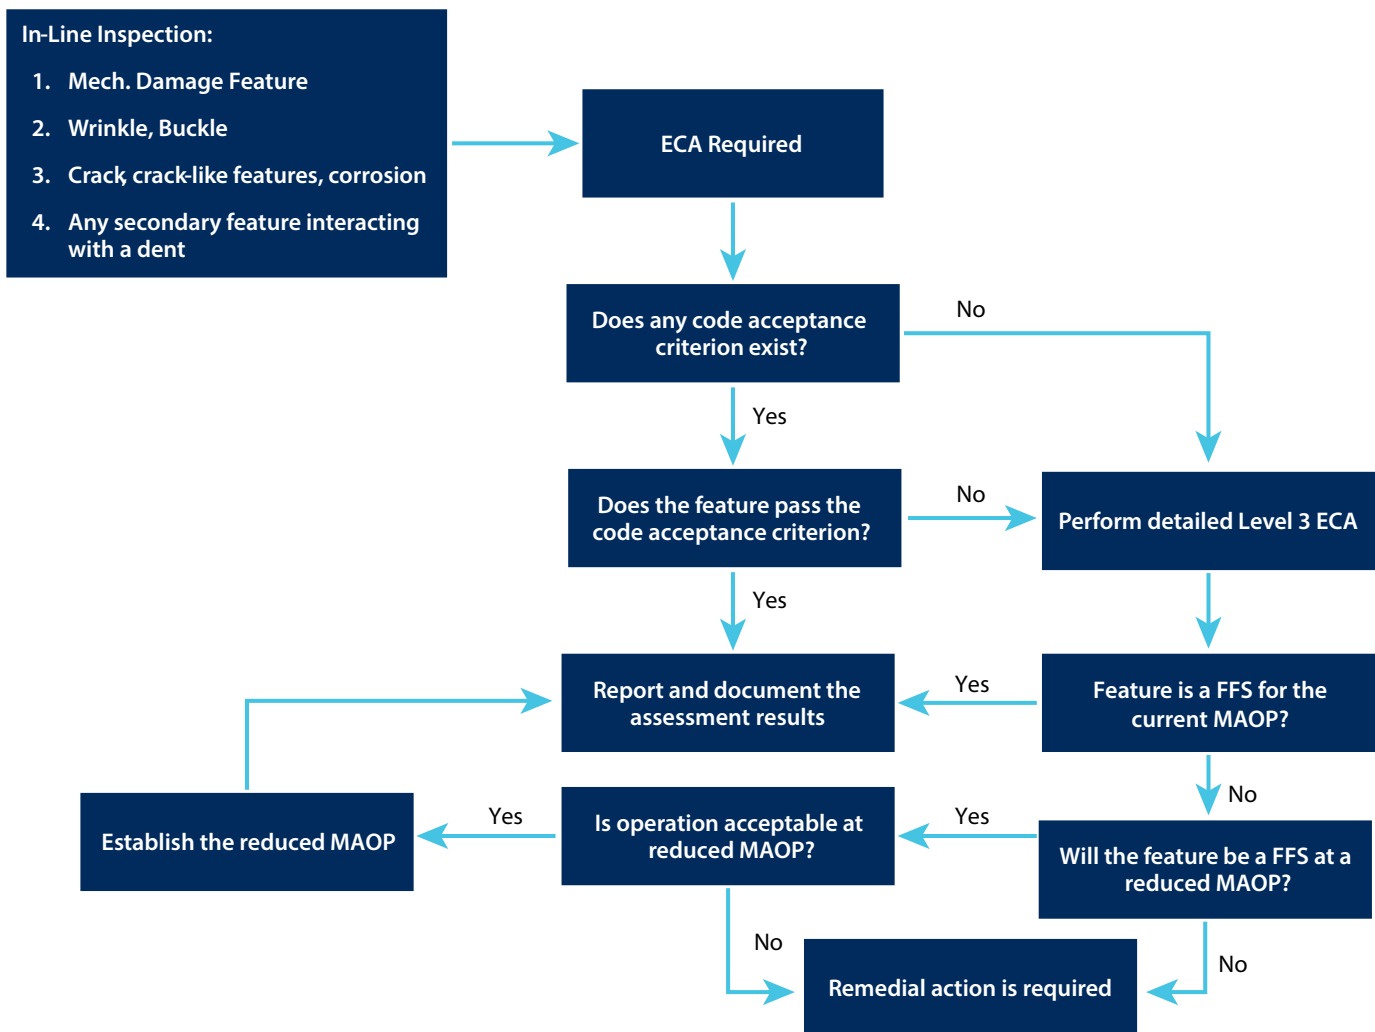 In-Line Inspection:
1. Mech. Damage Feature
2. Wrinkle, Buckle
3. Crack, crack-like features, corrosion
4. Any secondary feature interacting
with a dent
ECA Required
Does any code acceptance
criterion exist?
No
Yes
Does the feature pass the
code acceptance criterion?
No
Perform detailed Level 3 ECA
Yes
Report and document the
assessment results
Yes
Feature is a FFS for the
current MAOP?
No
Establish the reduced MAOP
Yes
Is operation acceptable at
reduced MAOP?
Yes
Will the feature be a FFS at a
reduced MAOP?
No
No
Remedial action is required